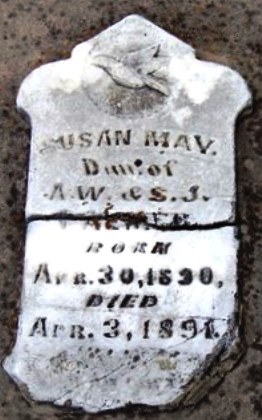 SUSAN MAY.
Dau. of
A.W. & S.J.
BORN
APR. 30, 1890,
DIED
APR. 3, 1891.